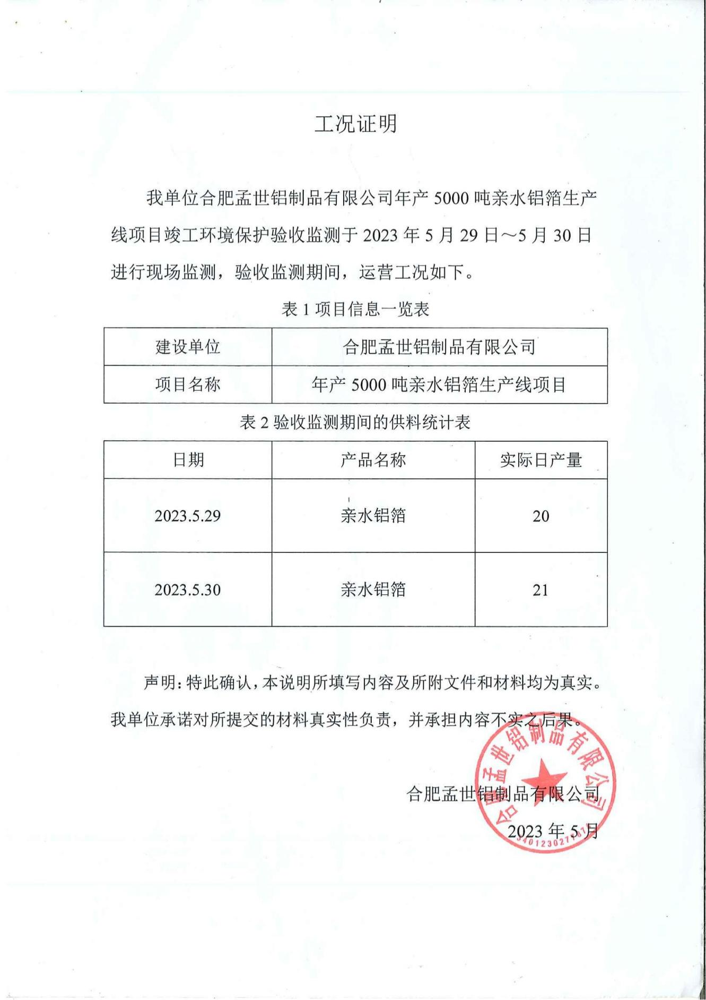 工况证明
我单位合肥孟世铝制品有限公司年产 5000 吨亲水铝箔生产
线项目竣工环境保护验收监测于 2023 年 5 月 29 日～5 月 30 日
进行现场监测，验收监测期间，运营工况如下。
表 1 项目信息一览表
建设单位 合肥孟世铝制品有限公司
项目名称 年产 5000 吨亲水铝箔生产线项目
表 2 验收监测期间的供料统计表
日期 产品名称 实际日产量
2023.5.29 亲水铝箔 20
2023.5.30 亲水铝箔 21
声明：特此确认，本说明所填写内容及所附文件和材料均为真实。
我单位承诺对所提交的材料真实性负责，并承担内容不实之后果。
合肥孟世铝制品有限公司
合肥孟世铝制品有限公司
2023 年 5 月